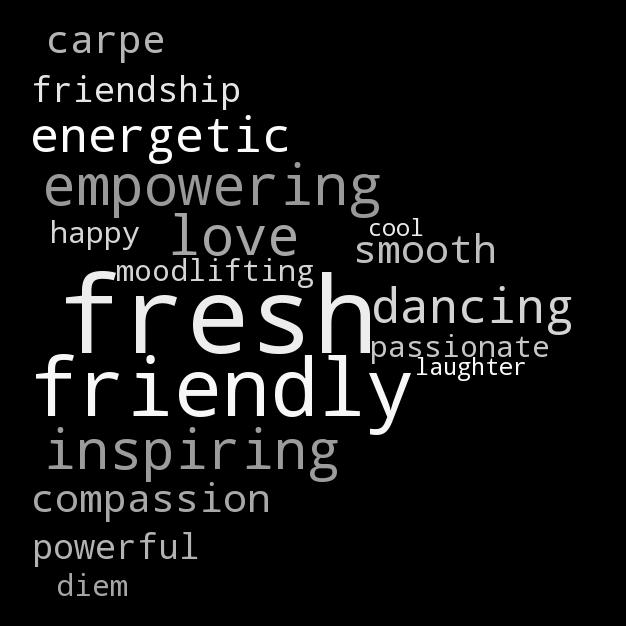 carpe
friendship
energetic
empowering
happy love cool
smooth
moodlifting
fresh dancing
passionate
friendly laughter
inspiring
compassion
powerful
diem